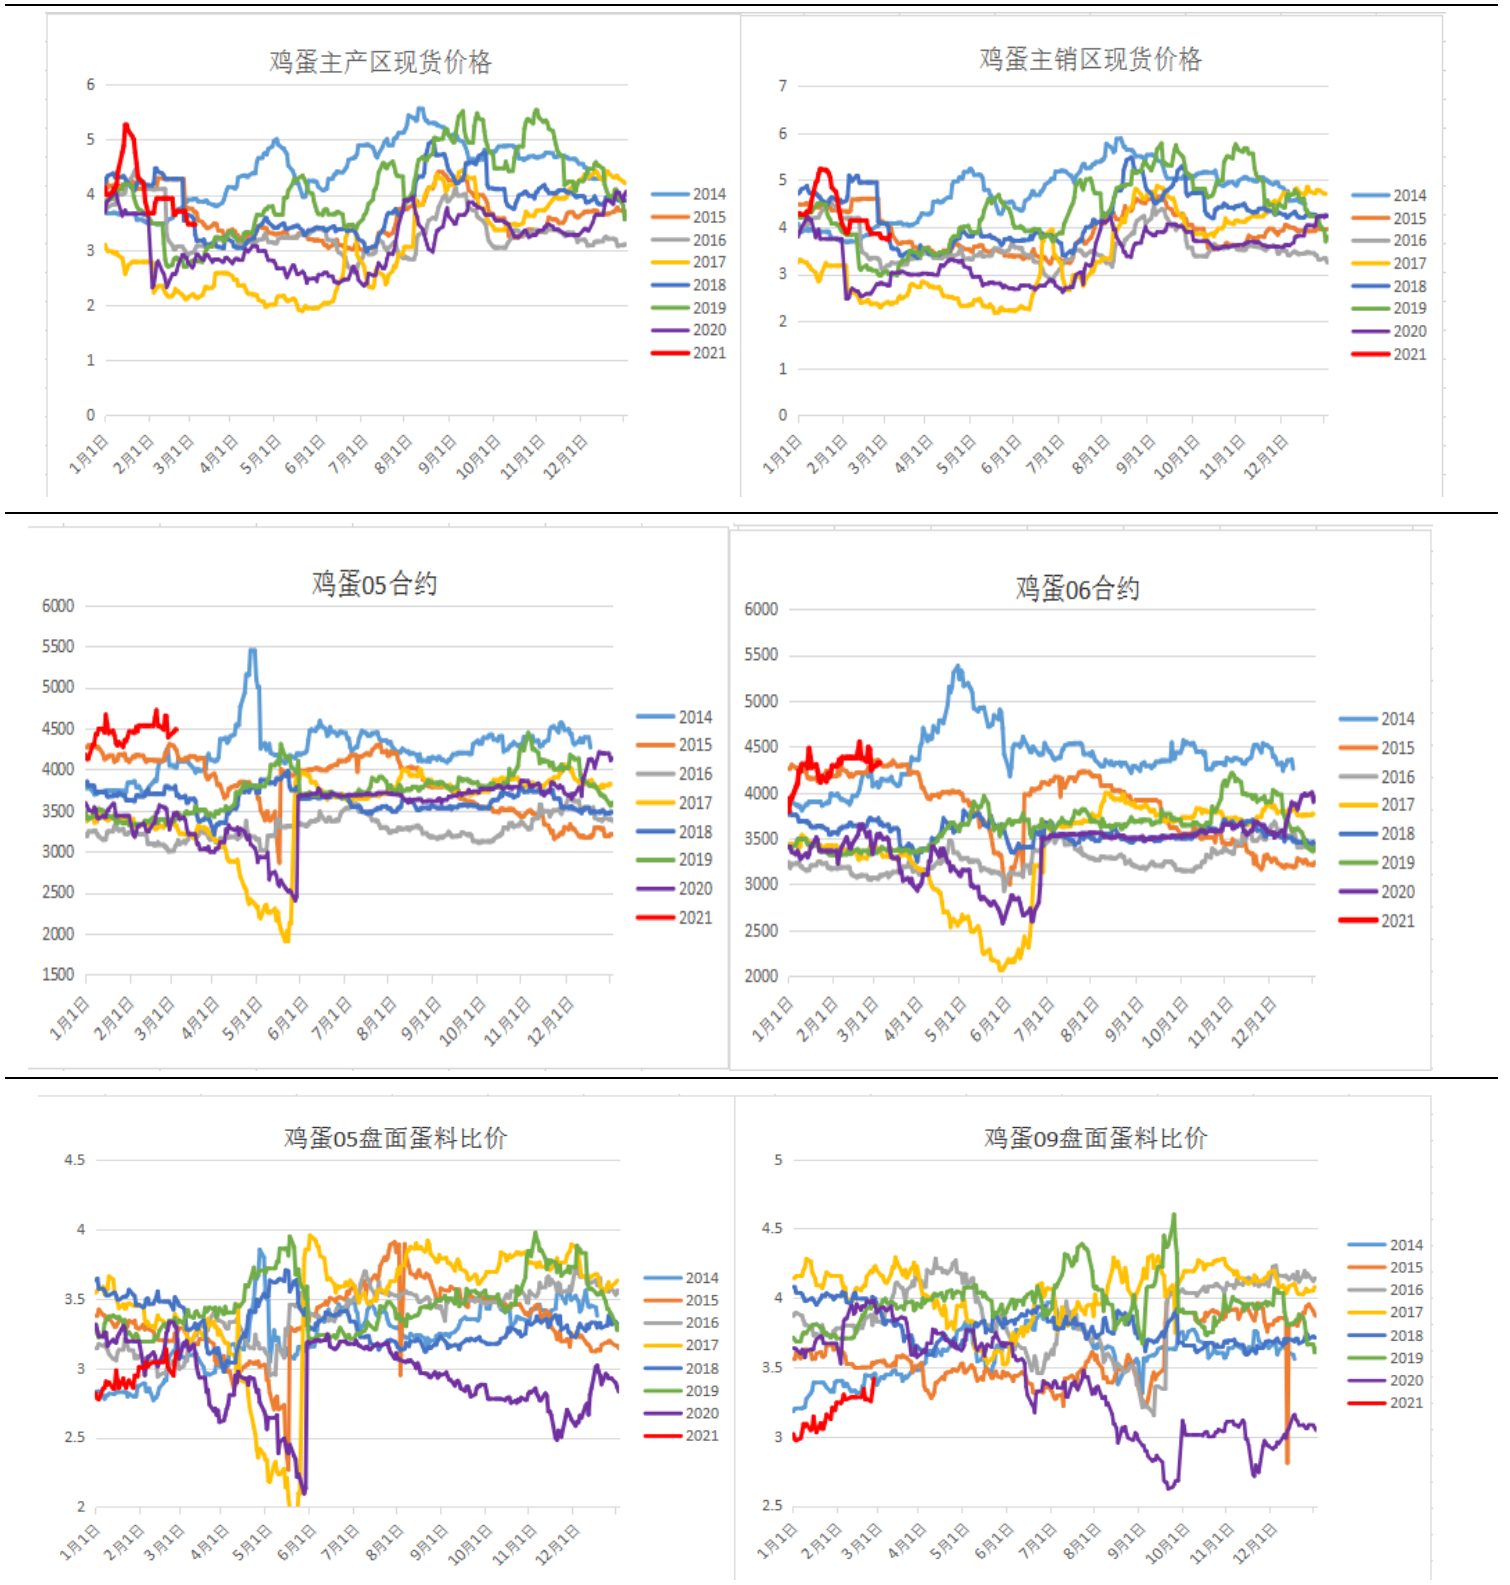 鸡蛋主产区现货价格
6
5
4
3
2
1
0
1月1日
2月1日
3月1日
4月1日
5月1日
6月1日
7月1日
8月1日
9月1日
10月1日
11月1日
12月1日
2014
2015
2016
2017
2018
2019
2020
2021
鸡蛋主销区现货价格
7
6
5
4
3
2
1
0
1月1日
2月1日
3月1日
4月1日
5月1日
6月1日
7月1日
8月1日
9月1日
10月1日
11月1日
12月1日
2014
2015
2016
2017
2018
2019
2020
2021
鸡蛋05合约
6000
5500
5000
4500
4000
3500
3000
2500
2000
1500
1月1日
2月1日
3月1日
4月1日
5月1日
6月1日
7月1日
8月1日
9月1日
10月1日
11月1日
12月1日
2014
2015
2016
2017
2018
2019
2020
2021
鸡蛋06合约
6000
5500
5000
4500
4000
3500
3000
2500
2000
1月1日
2月1日
3月1日
4月1日
5月1日
6月1日
7月1日
8月1日
9月1日
10月1日
11月1日
12月1日
2014
2015
2016
2017
2018
2019
2020
2021
鸡蛋05盘面蛋料比价
4.5
4
3.5
3
2.5
2
1月1日
2月1日
3月1日
4月1日
5月1日
6月1日
7月1日
8月1日
9月1日
10月1日
11月1日
12月1日
2014
2015
2016
2017
2018
2019
2020
2021
鸡蛋09盘面蛋料比价
5
4.5
4
3.5
3
2.5
1月1日
2月1日
3月1日
4月1日
5月1日
6月1日
7月1日
8月1日
9月1日
10月1日
11月1日
12月1日
2014
2015
2016
2017
2018
2019
2020
2021